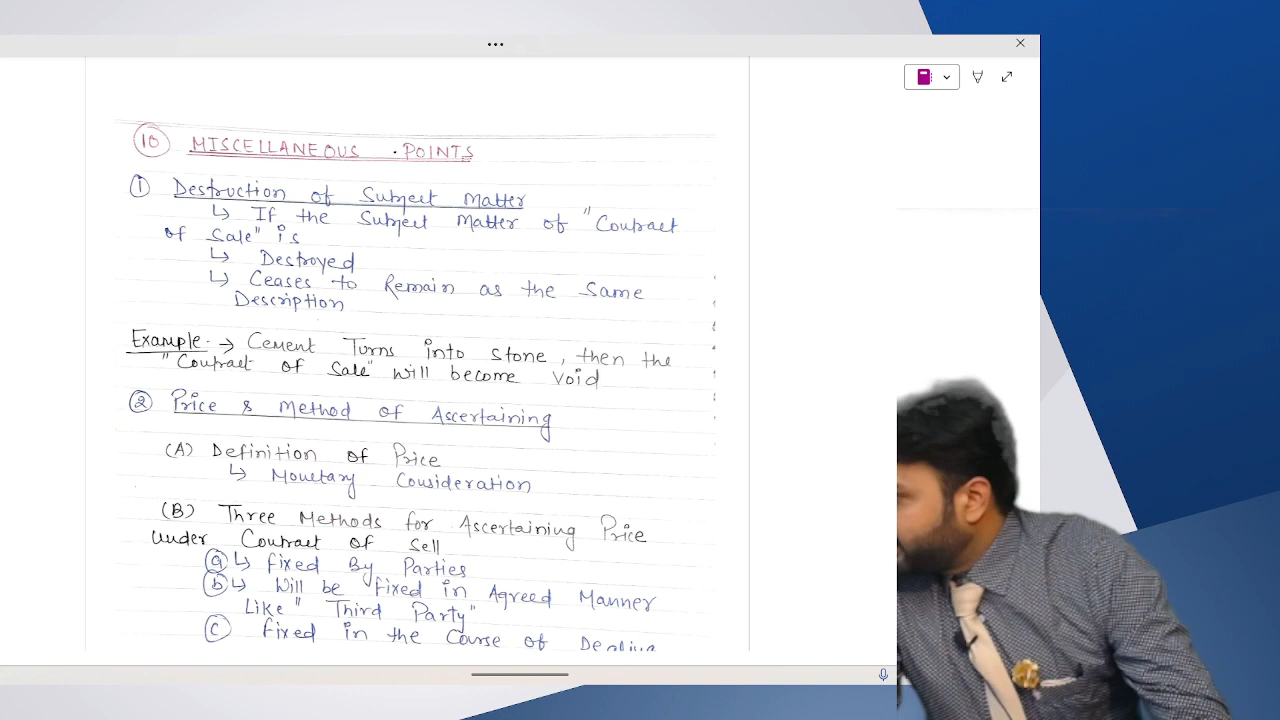 10 MISCELLANEOUS . POINTS
① Destruction of Subject Matter
↳ If the Subject Matter of "Contract
of Sale" is
↳ Destroyed
↳ Ceases to Remain as the Same
Description
Example. → Cement Turns into stone, then the
"Contract of Sale" will become void
② Price & Method of Ascertaining
(A) Definition of Price
↳ Monetary Consideration
(B) Three Methods for Ascertaining Price
under Contract of Sell
ⓐ ↳ fixed By Parties
ⓑ ↳ Will be fixed in Agreed Manner
Like "Third Party"
ⓒ fixed in the Course of Dealing